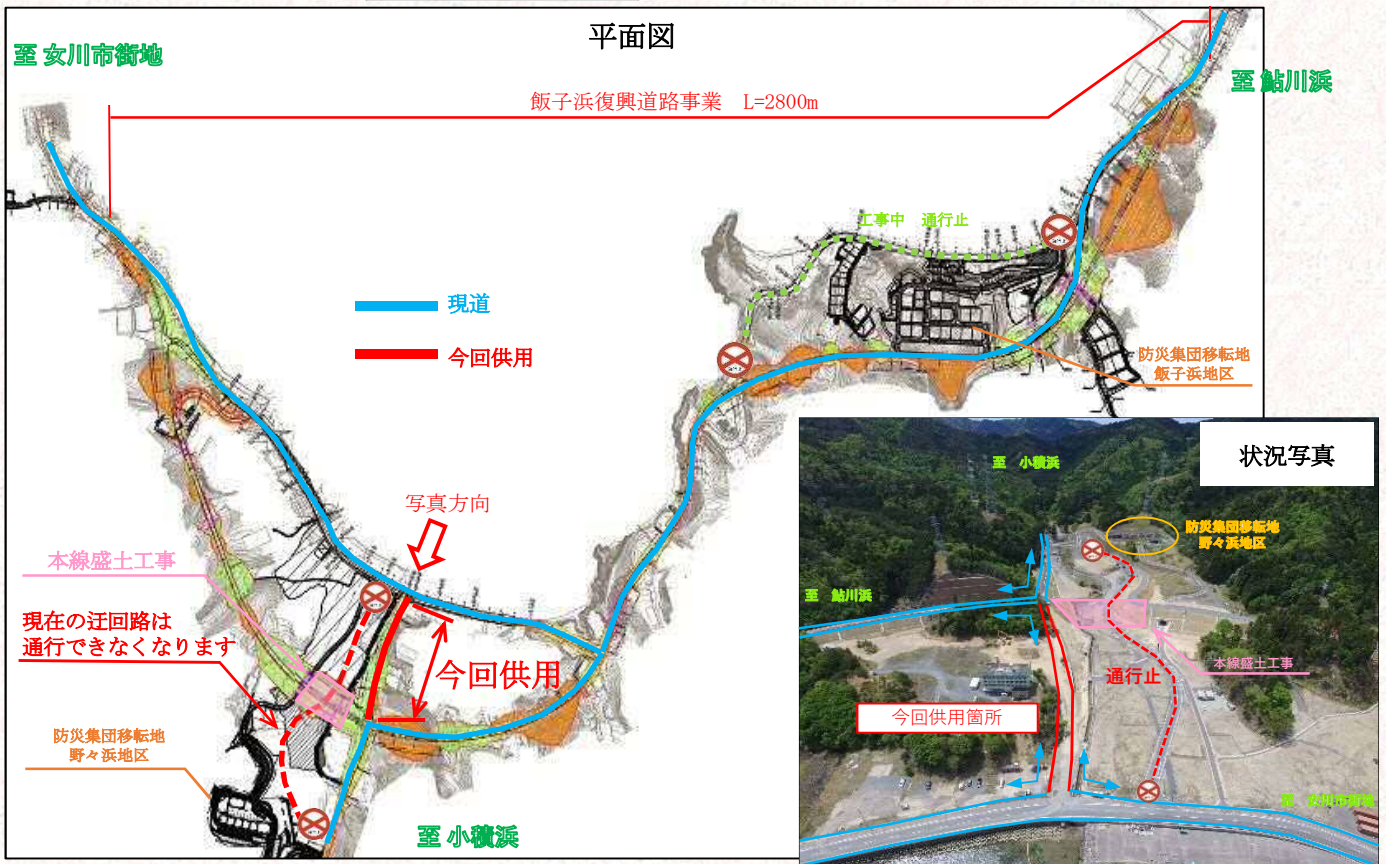 平面図
至 女川市街地
至 鮎川浜
飯子浜復興道路事業 L=2800m
工事中 通行止
現道
今回供用
防災集団移転地
飯子浜地区
写真方向
本線盛土工事
現在の迂回路は
通行できなくなります
今回供用
防災集団移転地
野々浜地区
至 小積浜
状況写真
至 小積浜
防災集団移転地
野々浜地区
至 鮎川浜
本線盛土工事
通行止
今回供用箇所
至 女川市街地